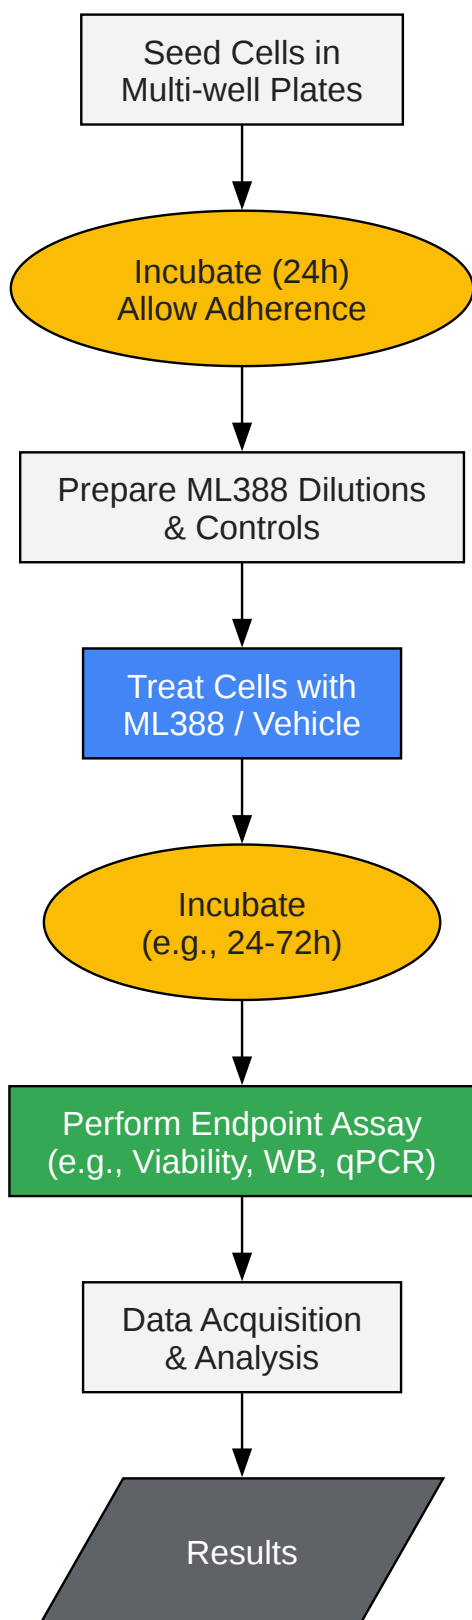 Seed Cells in
Multi-well Plates
Incubate (24h)
Allow Adherence
Prepare ML388 Dilutions
& Controls
Treat Cells with
ML388 / Vehicle
Incubate
(e.g., 24-72h)
Perform Endpoint Assay
(e.g., Viability, WB, qPCR)
Data Acquisition
& Analysis
Results